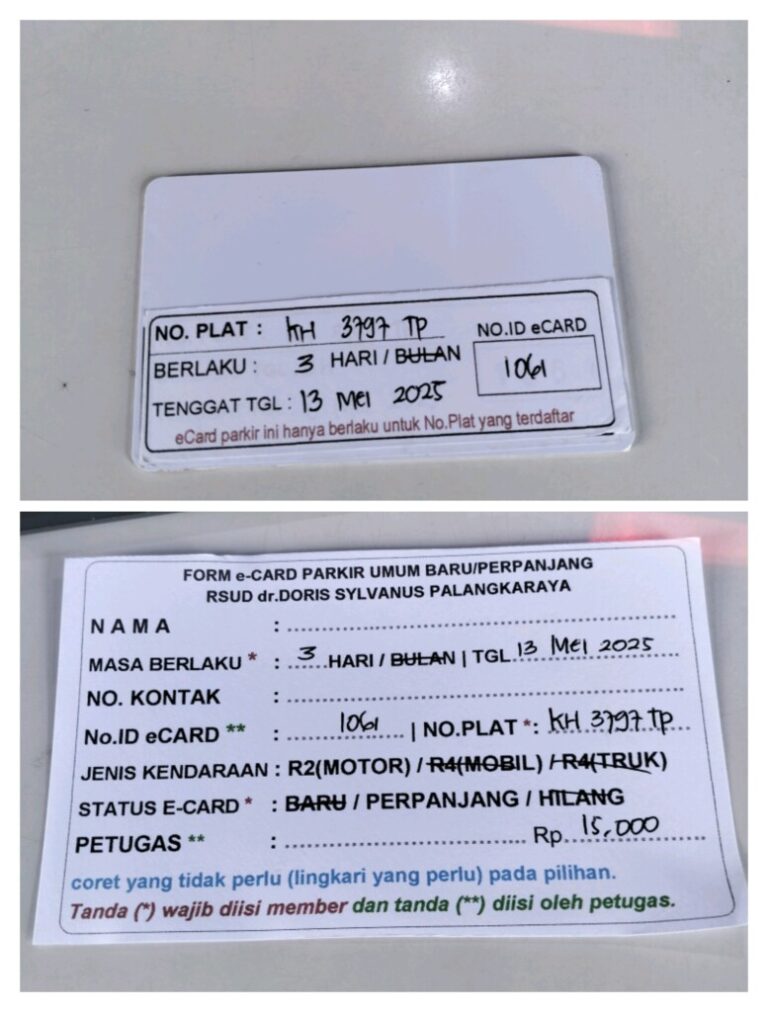 NO. PLAT : KH 3797 TP
NO.ID eCARD
BERLAKU : 3 HARI / BULAN
1061
TENGGAT TGL : 13 MEI 2025
eCard parkir ini hanya berlaku untuk No.Plat yang terdaftar
FORM e-CARD PARKIR UMUM BARU/PERPANJANG
RSUD dr.DORIS SYLVANUS PALANGKARAYA
N A M A : ........
MASA BERLAKU * : ...3...HARI / BULAN | TGL.13 MEI 2025
NO. KONTAK : ........
No.ID eCARD ** : ........1061........ | NO.PLAT *: KH 3797 TP
JENIS KENDARAAN : R2(MOTOR) / R4(MOBIL) / R4(TRUK)
STATUS E-CARD * : BARU / PERPANJANG / HILANG
PETUGAS ** : ........ Rp...15.000........
coret yang tidak perlu (lingkari yang perlu) pada pilihan.
Tanda (*) wajib diisi member dan tanda (**) diisi oleh petugas.